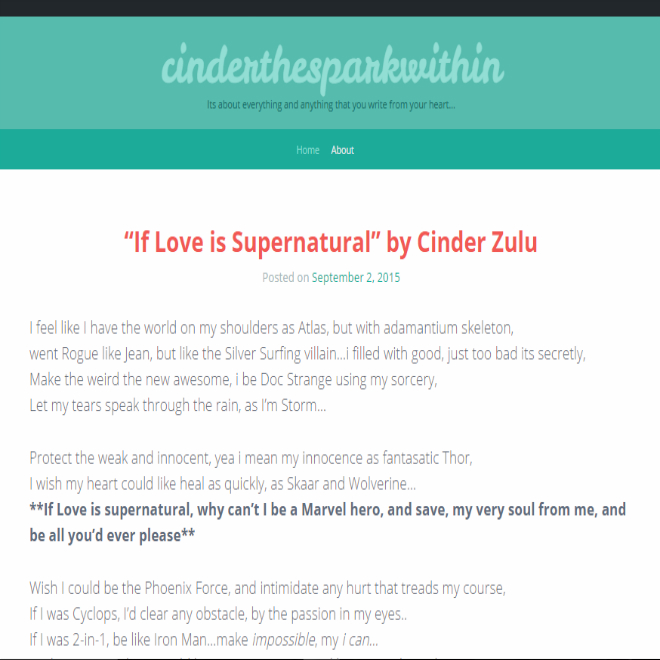 cinderthesparkwithin
Its about everything and anything that you write from your heart...
Home About
“If Love is Supernatural” by Cinder Zulu
Posted on September 2, 2015
I feel like I have the world on my shoulders as Atlas, but with adamantium skeleton,
went Rogue like Jean, but like the Silver Surfing villain...i filled with good, just too bad its secretly,
Make the weird the new awesome, i be Doc Strange using my sorcery,
Let my tears speak through the rain, as I’m Storm...
Protect the weak and innocent, yea i mean my innocence as fantasatic Thor,
I wish my heart could like heal as quickly, as Skaar and Wolverine...
**If Love is supernatural, why can’t I be a Marvel hero, and save, my very soul from me, and
be all you’d ever please**
Wish I could be the Phoenix Force, and intimidate any hurt that treads my course,
If I was Cyclops, I’d clear any obstacle, by the passion in my eyes..
If I was 2-in-1, be like Iron Man...make impossible, my i can...